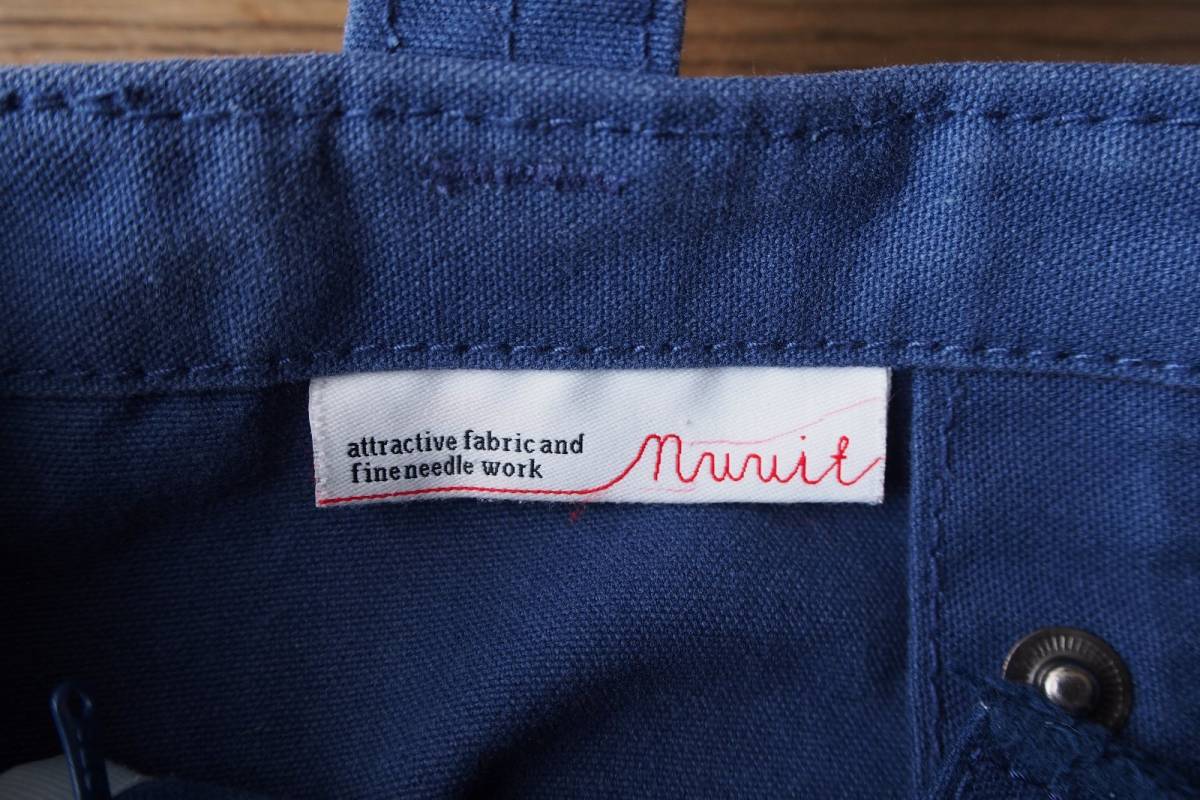 attractive fabric and
fine needle work
nuuit